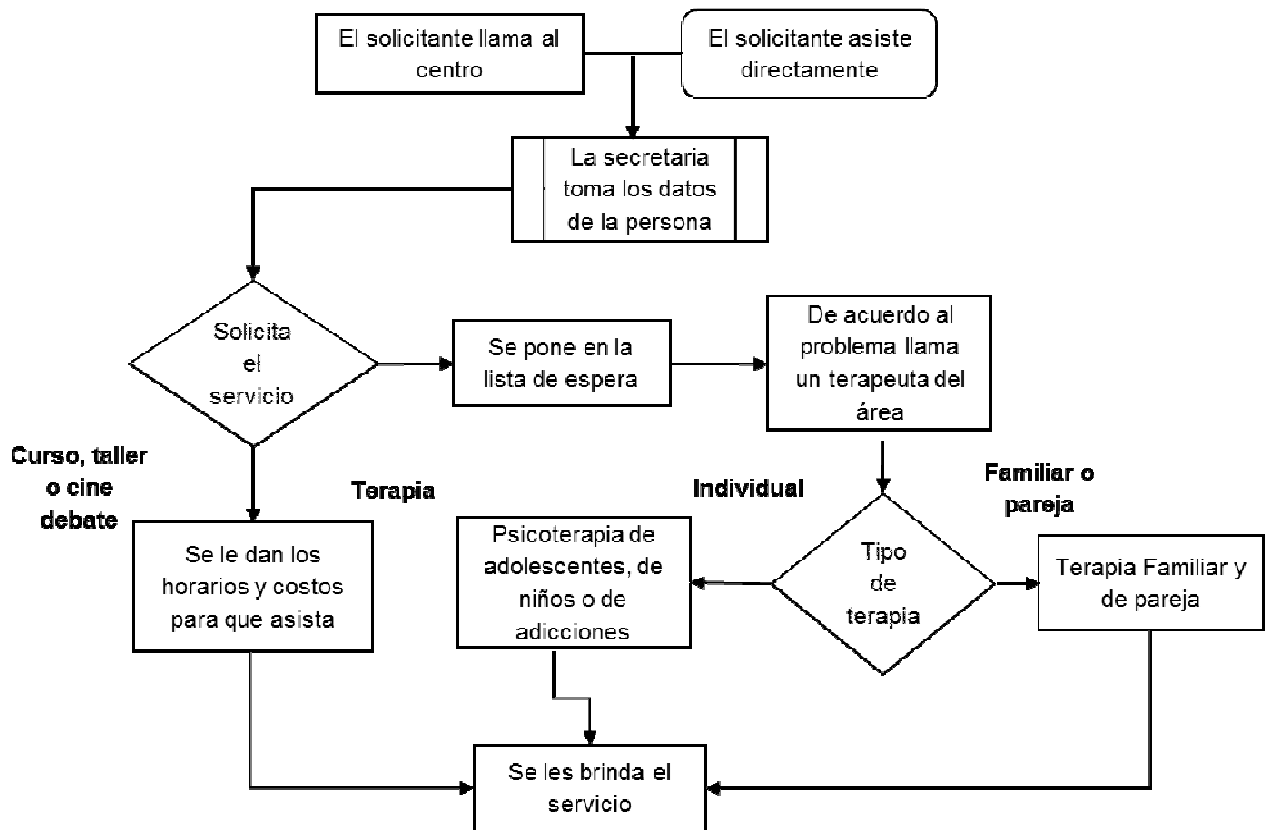 El solicitante llama al
centro
El solicitante asiste
directamente
La secretaria
toma los datos
de la persona
Solicita
el
servicio
Se pone en la
lista de espera
De acuerdo al
problema llama
un terapeuta del
área
Curso, taller
o cine
debate
Terapia
Individual
Familiar o
pareja
Se le dan los
horarios y costos
para que asista
Psicoterapia de
adolescentes, de
niños o de
adicciones
Tipo
de
terapia
Terapia Familiar y
de pareja
Se les brinda el
servicio